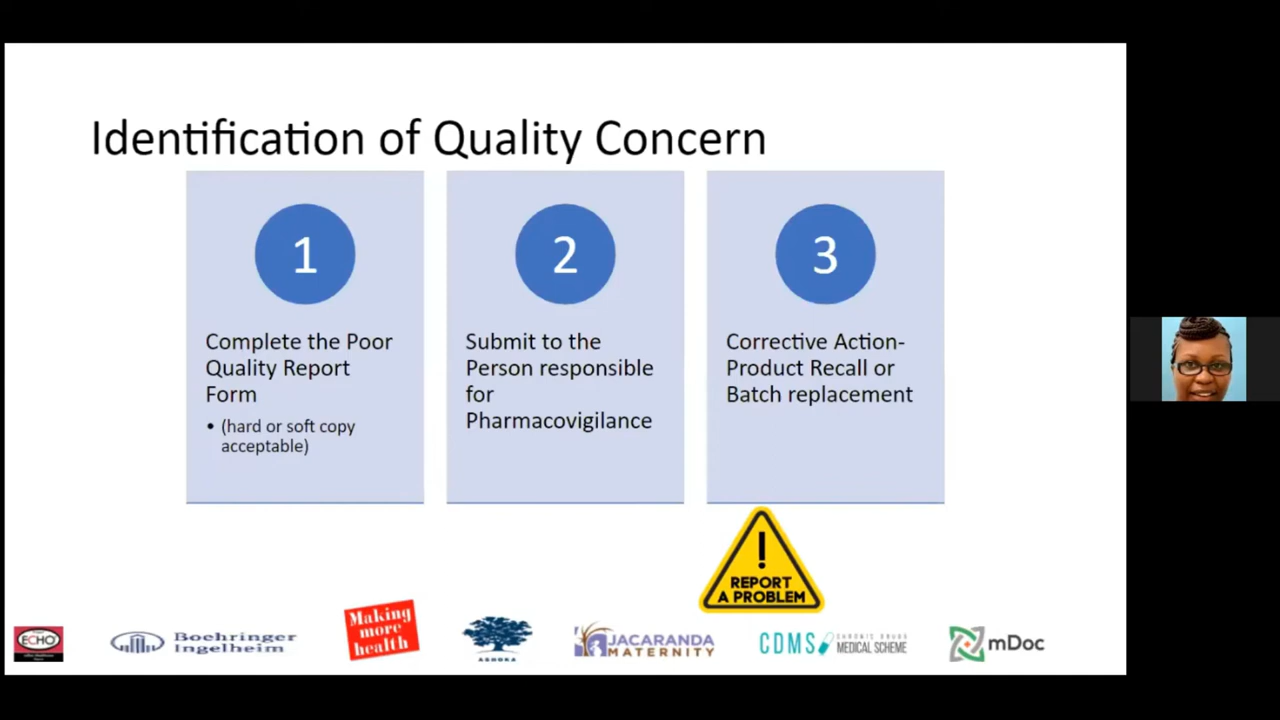 Identification of Quality Concern
1
Complete the Poor
Quality Report
Form
• (hard or soft copy
acceptable)
2
Submit to the
Person responsible
for
Pharmacovigilance
3
Corrective Action-
Product Recall or
Batch replacement
!
REPORT
A PROBLEM
ECHO
Boehringer
Ingelheim
Making
more
health
ASHOKA
JACARANDA
MATERNITY
CDMS
CHRONIC DRUGS
MEDICAL SCHEME
mDoc